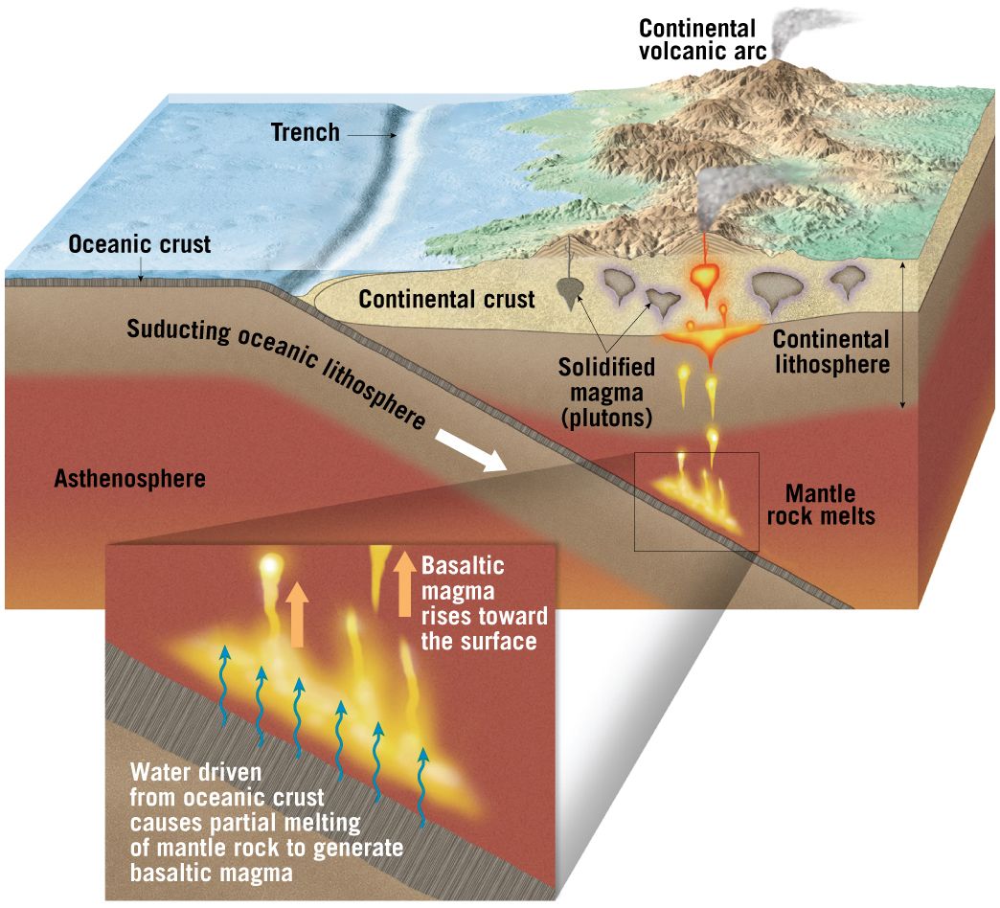 Continental
volcanic arc
Trench
Oceanic crust
Continental crust
Suducting oceanic lithosphere
Solidified
magma
(plutons)
Continental
lithosphere
Asthenosphere
Mantle
rock melts
Basaltic
magma
rises toward
the surface
Water driven
from oceanic crust
causes partial melting
of mantle rock to generate
basaltic magma